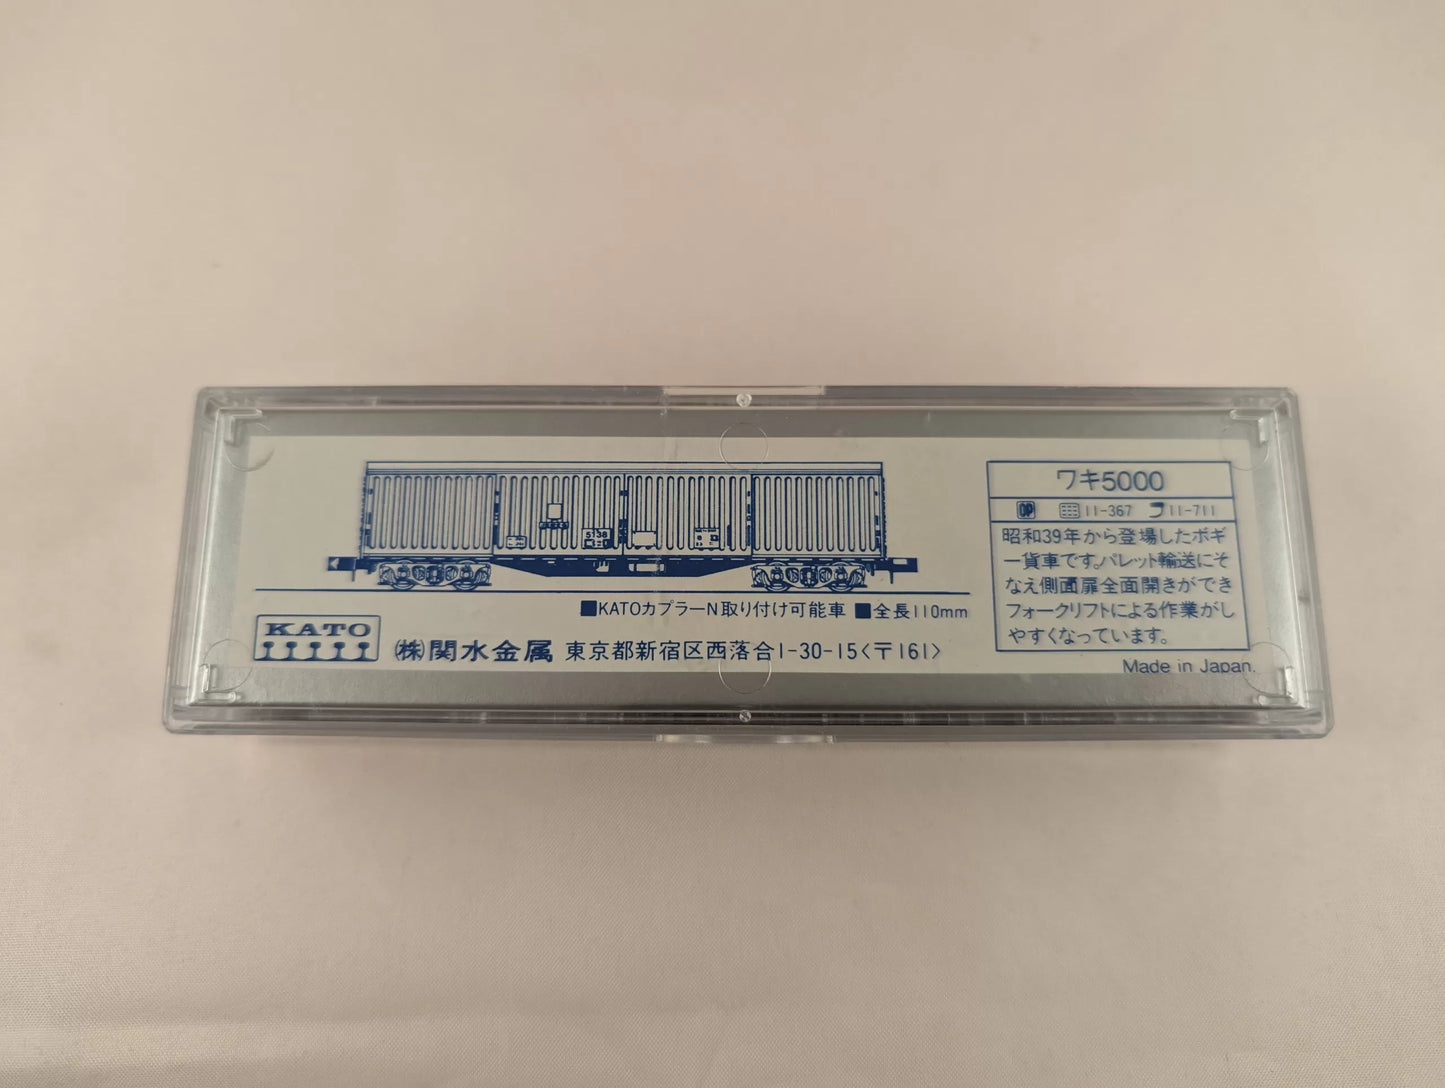 ワキ5000
OP 11-367 11-711
昭和39年から登場したボギ
ー貨車です。パレット輸送にそ
なえ側面扉全面開きができ
フォークリフトによる作業がし
やすくなっています。
5138
■KATOカプラーN取り付け可能車 ■全長110mm
KATO
(株)関水金属 東京都新宿区西落合1-30-15<〒161>
Made in Japan.